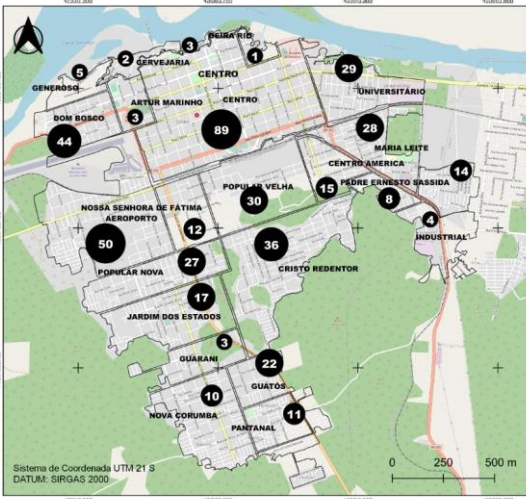 BEIRA RIO
3
1
2
CERVEJARIA
5
CENTRO
29
GENEROSO
UNIVERSITÁRIO
ARTUR MARINHO
CENTRO
DOM BOSCO
3
44
89
28
MARIA LEITE
CENTRO AMERICA
14
POPULAR VELHA
PADRE ERNESTO SASSIDA
15
30
8
NOSSA SENHORA DE FÁTIMA
AEROPORTO
4
12
INDUSTRIAL
50
36
27
POPULAR NOVA
CRISTO REDENTOR
17
JARDIM DOS ESTADOS
3
GUARANI
22
GUATÓS
10
NOVA CORUMBA
11
PANTANAL
Sistema de Coordenada UTM 21 S
DATUM: SIRGAS 2000
0 250 500 m